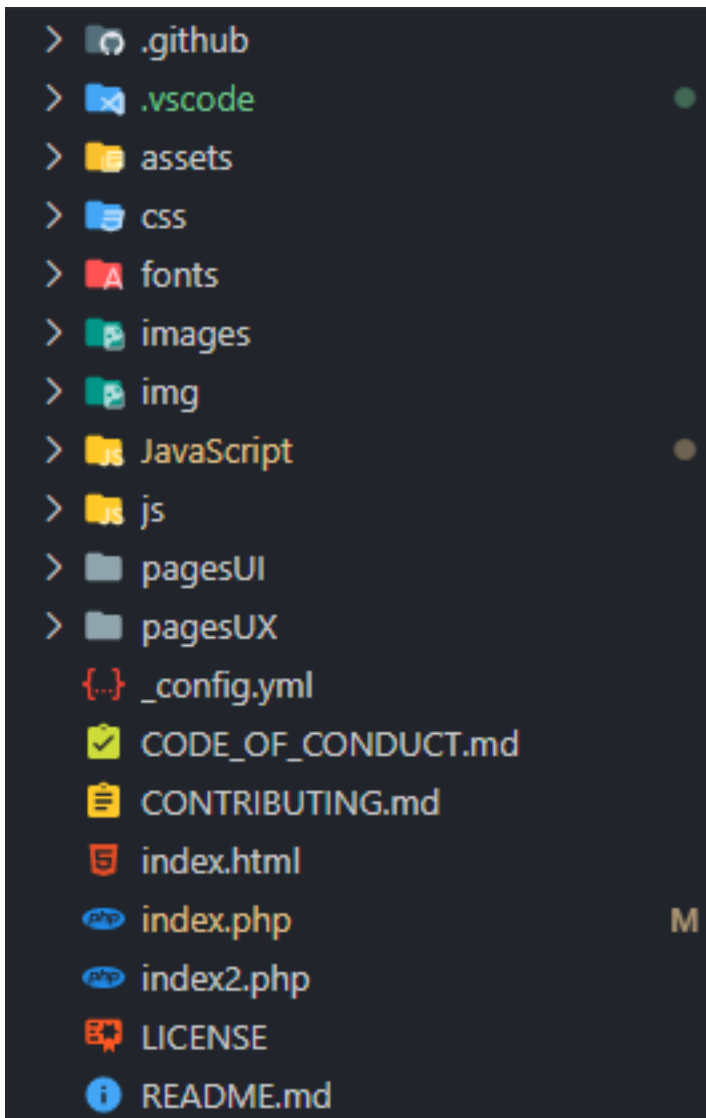 .github
.vscode
assets
css
fonts
images
img
JavaScript
js
pagesUI
pagesUX
_config.yml
CODE_OF_CONDUCT.md
CONTRIBUTING.md
index.html
index.php M
index2.php
LICENSE
README.md